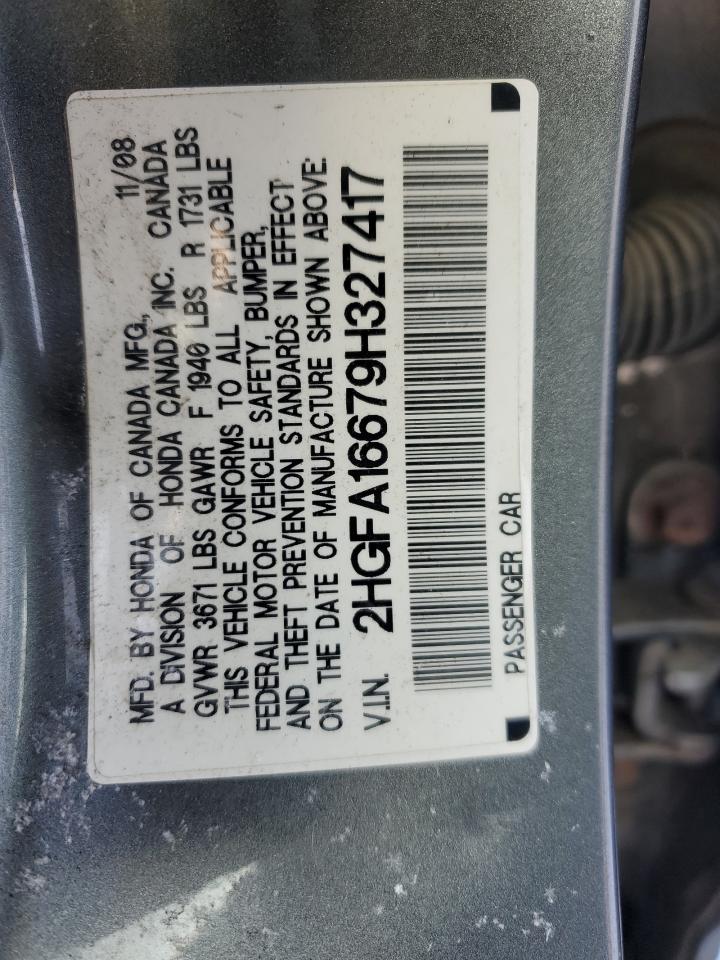 MFD. BY HONDA OF CANADA MFG., 11/08
A DIVISION OF HONDA CANADA INC. CANADA
GVWR 3671 LBS GAWR F 1940 LBS R 1731 LBS
THIS VEHICLE CONFORMS TO ALL APPLICABLE
FEDERAL MOTOR VEHICLE SAFETY, BUMPER,
AND THEFT PREVENTION STANDARDS IN EFFECT
ON THE DATE OF MANUFACTURE SHOWN ABOVE.
V.I.N. 2HGFA16679H327417
PASSENGER CAR